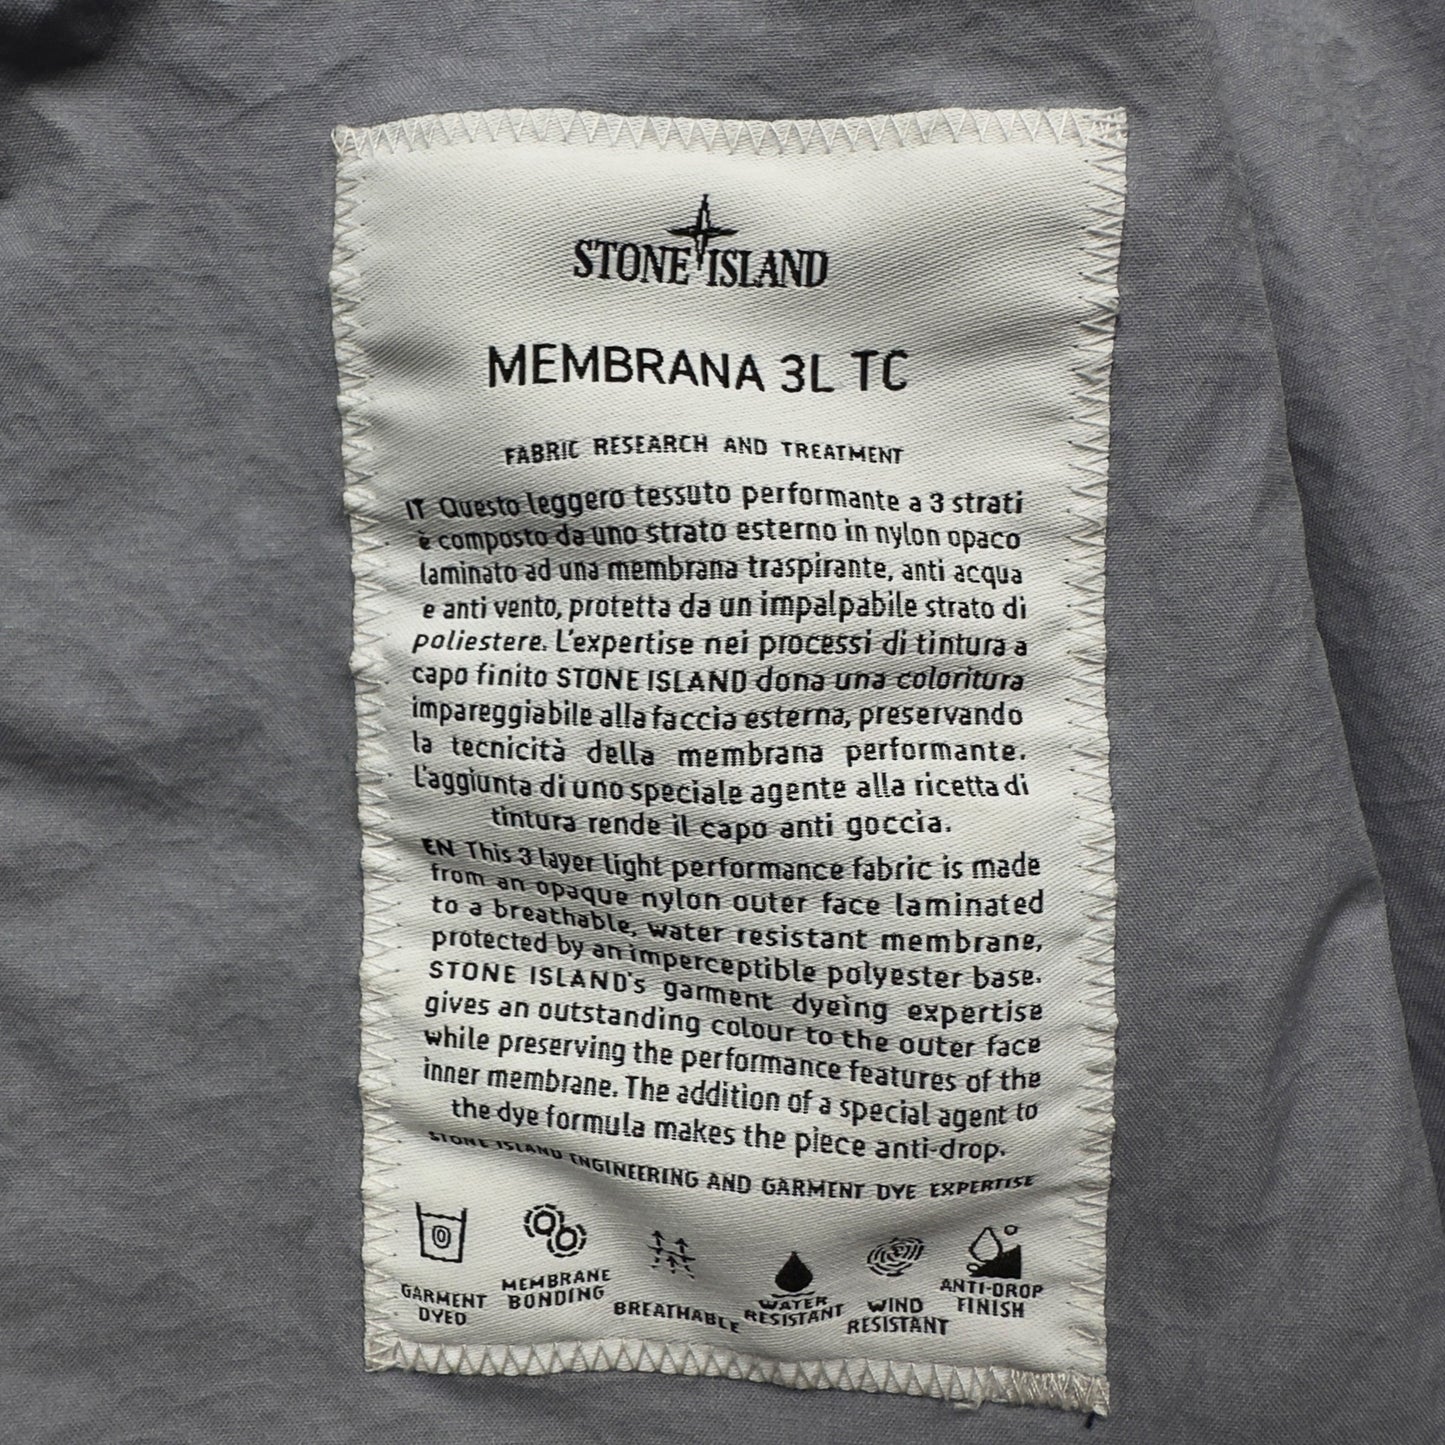 STONE ISLAND
MEMBRANA 3L TC
FABRIC RESEARCH AND TREATMENT
IT Questo leggero tessuto performante a 3 strati
è composto da uno strato esterno in nylon opaco
laminato ad una membrana traspirante, anti acqua
e anti vento, protetta da un impalpabile strato di
poliestere. L'expertise nei processi di tintura a
capo finito STONE ISLAND dona una coloritura
impareggiabile alla faccia esterna, preservando
la tecnicità della membrana performante.
L'aggiunta di uno speciale agente alla ricetta di
tintura rende il capo anti goccia.
EN This 3 layer light performance fabric is made
from an opaque nylon outer face laminated
to a breathable, water resistant membrane,
protected by an imperceptible polyester base.
STONE ISLAND's garment dyeing expertise
gives an outstanding colour to the outer face
while preserving the performance features of the
inner membrane. The addition of a special agent to
the dye formula makes the piece anti-drop.
STONE ISLAND ENGINEERING AND GARMENT DYE EXPERTISE
GARMENT
DYED
MEMBRANE
BONDING
BREATHABLE
WATER
RESISTANT
WIND
RESISTANT
ANTI-DROP
FINISH